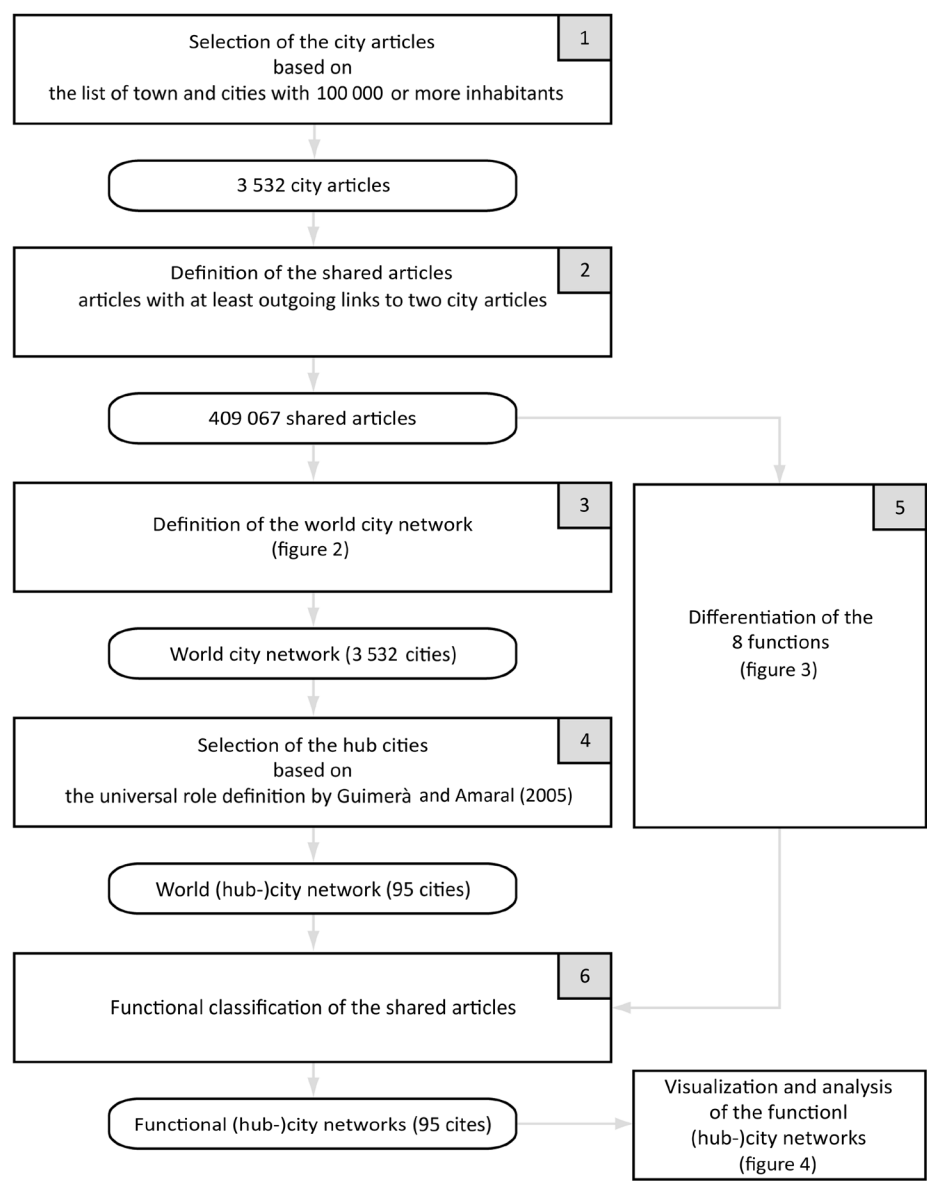 1
Selection of the city articles
based on
the list of town and cities with 100 000 or more inhabitants
3 532 city articles
2
Definition of the shared articles
articles with at least outgoing links to two city articles
409 067 shared articles
3
Definition of the world city network
(figure 2)
5
Differentiation of the
8 functions
(figure 3)
World city network (3 532 cities)
4
Selection of the hub cities
based on
the universal role definition by Guimerà and Amaral (2005)
World (hub-)city network (95 cities)
6
Functional classification of the shared articles
Functional (hub-)city networks (95 cites)
Visualization and analysis
of the functionl
(hub-)city networks
(figure 4)